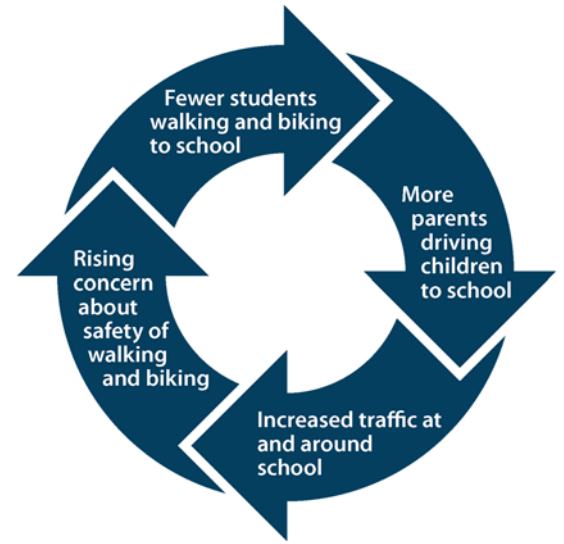 Fewer students
walking and biking
to school
More
parents
driving
children
to school
Increased traffic at
and around
school
Rising
concern
about
safety of
walking
and biking